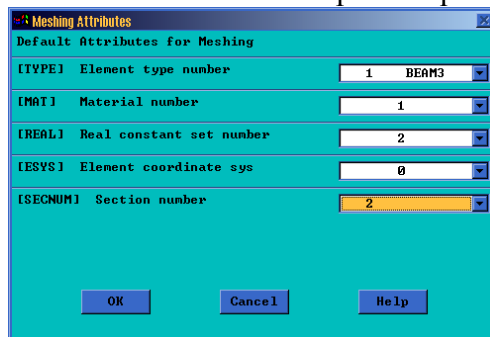 Meshing Attributes
Default Attributes for Meshing
[TYPE] Element type number 1 BEAM3
[MAT] Material number 1
[REAL] Real constant set number 2
[ESYS] Element coordinate sys 0
[SECNUM] Section number 2
OK Cancel Help